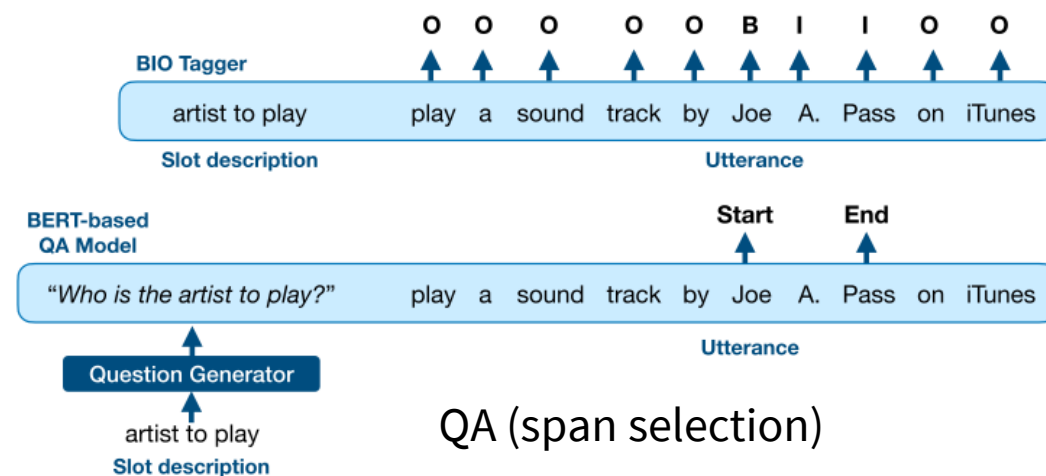 O O O O O B I I O O
BIO Tagger
artist to play play a sound track by Joe A. Pass on iTunes
Slot description Utterance
BERT-based
QA Model
Start End
“Who is the artist to play?” play a sound track by Joe A. Pass on iTunes
Utterance
Question Generator
artist to play
Slot description
QA (span selection)